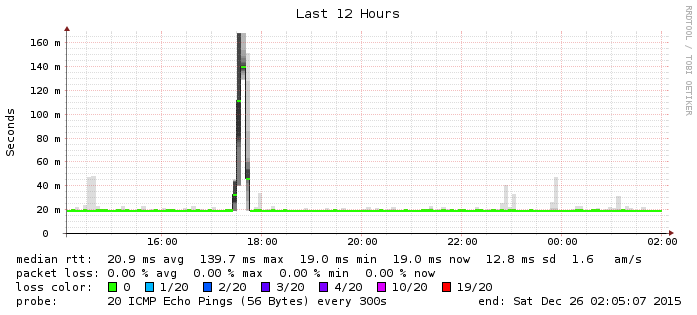 Last 12 Hours
RRDTOOL / TOBI OETIKER
Seconds
160 m
140 m
120 m
100 m
80 m
60 m
40 m
20 m
0
16:00 18:00 20:00 22:00 00:00 02:00
median rtt: 20.9 ms avg 139.7 ms max 19.0 ms min 19.0 ms now 12.8 ms sd 1.6 am/s
packet loss: 0.00 % avg 0.00 % max 0.00 % min 0.00 % now
loss color: 0 1/20 2/20 3/20 4/20 10/20 19/20
probe: 20 ICMP Echo Pings (56 Bytes) every 300s end: Sat Dec 26 02:05:07 2015